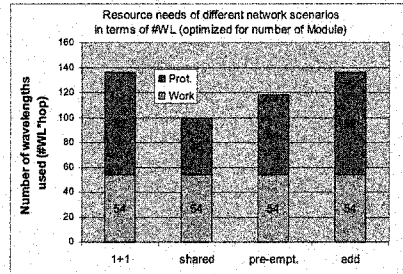 Resource needs of different network scenarios
in terms of #WL (optimized for number of Module)
Number of wavelengths
used (#WL*hop)
160
140
120
100
80
60
40
20
0
Prot.
Work
54
54
54
54
1+1
shared
pre-empt.
add